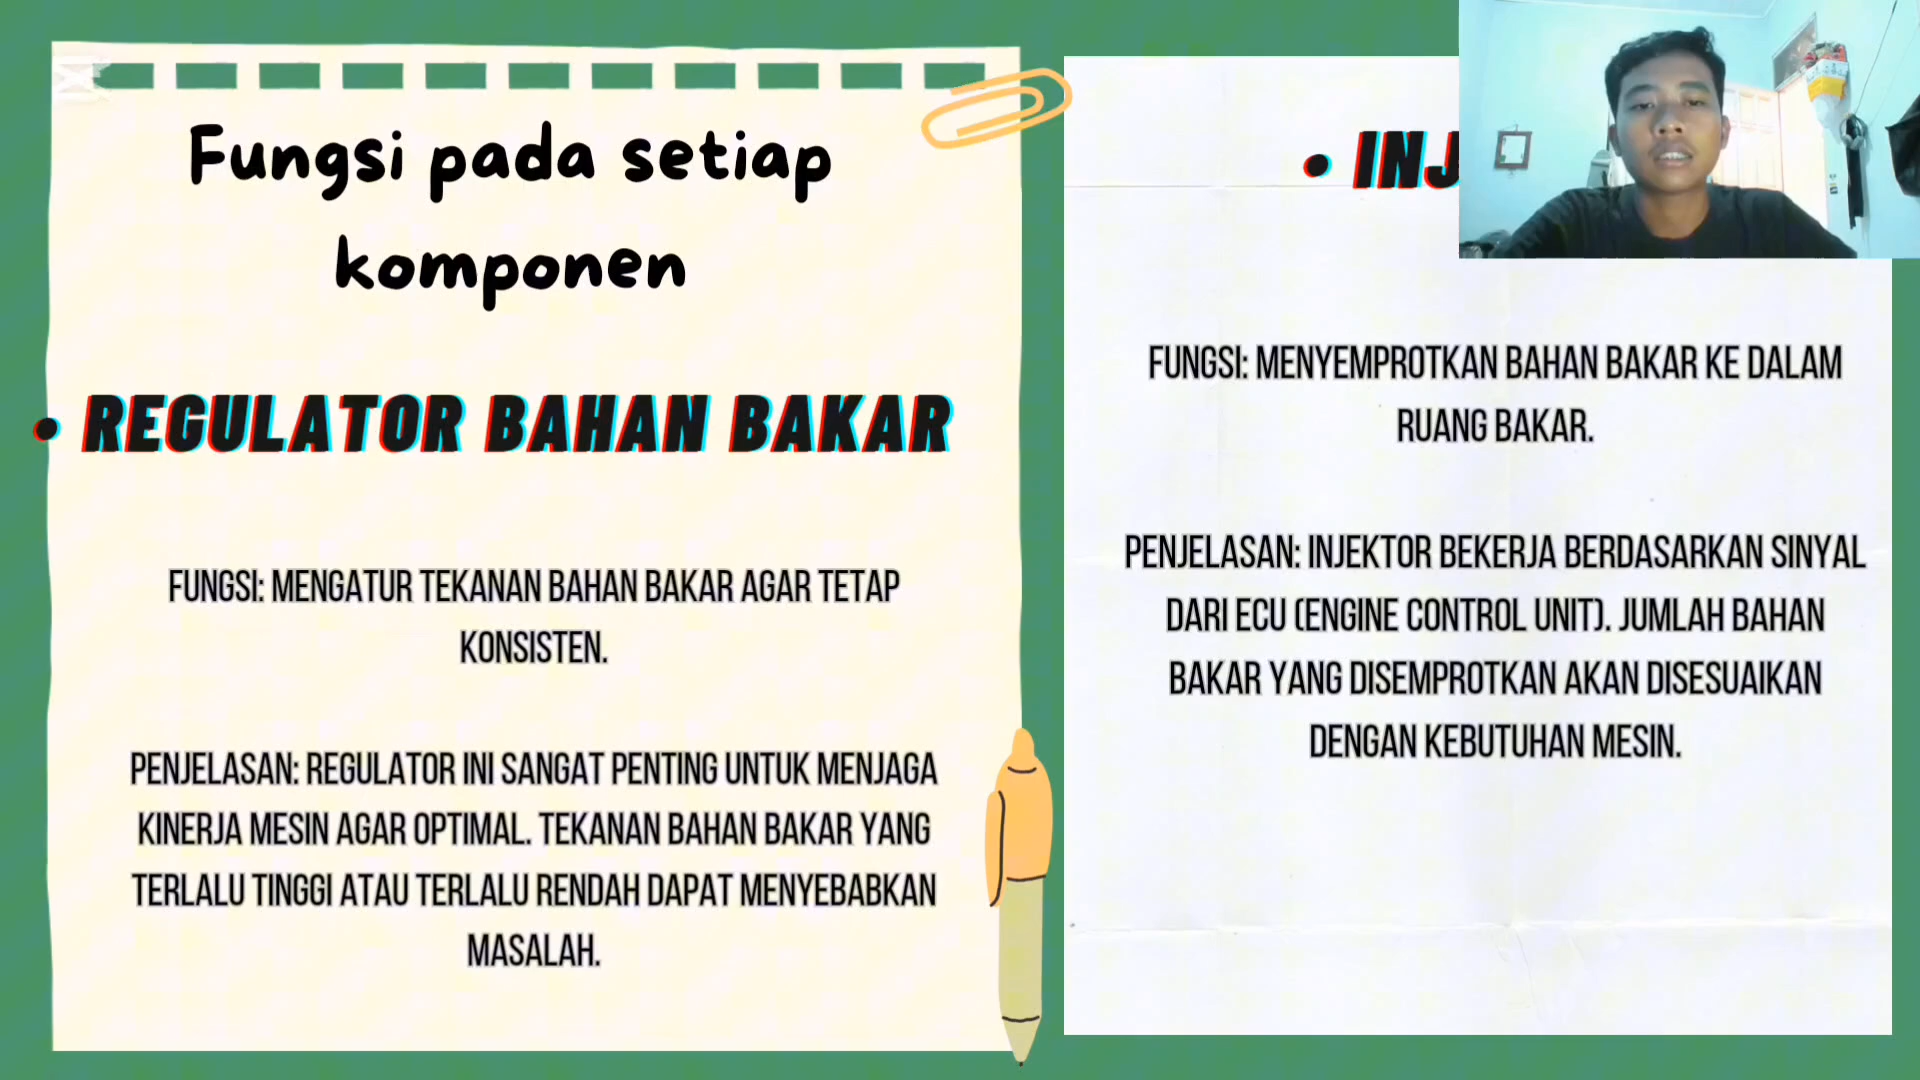 Fungsi pada setiap
komponen
• REGULATOR BAHAN BAKAR
FUNGSI: MENGATUR TEKANAN BAHAN BAKAR AGAR TETAP
KONSISTEN.
PENJELASAN: REGULATOR INI SANGAT PENTING UNTUK MENJAGA
KINERJA MESIN AGAR OPTIMAL. TEKANAN BAHAN BAKAR YANG
TERLALU TINGGI ATAU TERLALU RENDAH DAPAT MENYEBABKAN
MASALAH.
FUNGSI: MENYEMPROTKAN BAHAN BAKAR KE DALAM
RUANG BAKAR.
PENJELASAN: INJEKTOR BEKERJA BERDASARKAN SINYAL
DARI ECU (ENGINE CONTROL UNIT). JUMLAH BAHAN
BAKAR YANG DISEMPROTKAN AKAN DISESUAIKAN
DENGAN KEBUTUHAN MESIN.